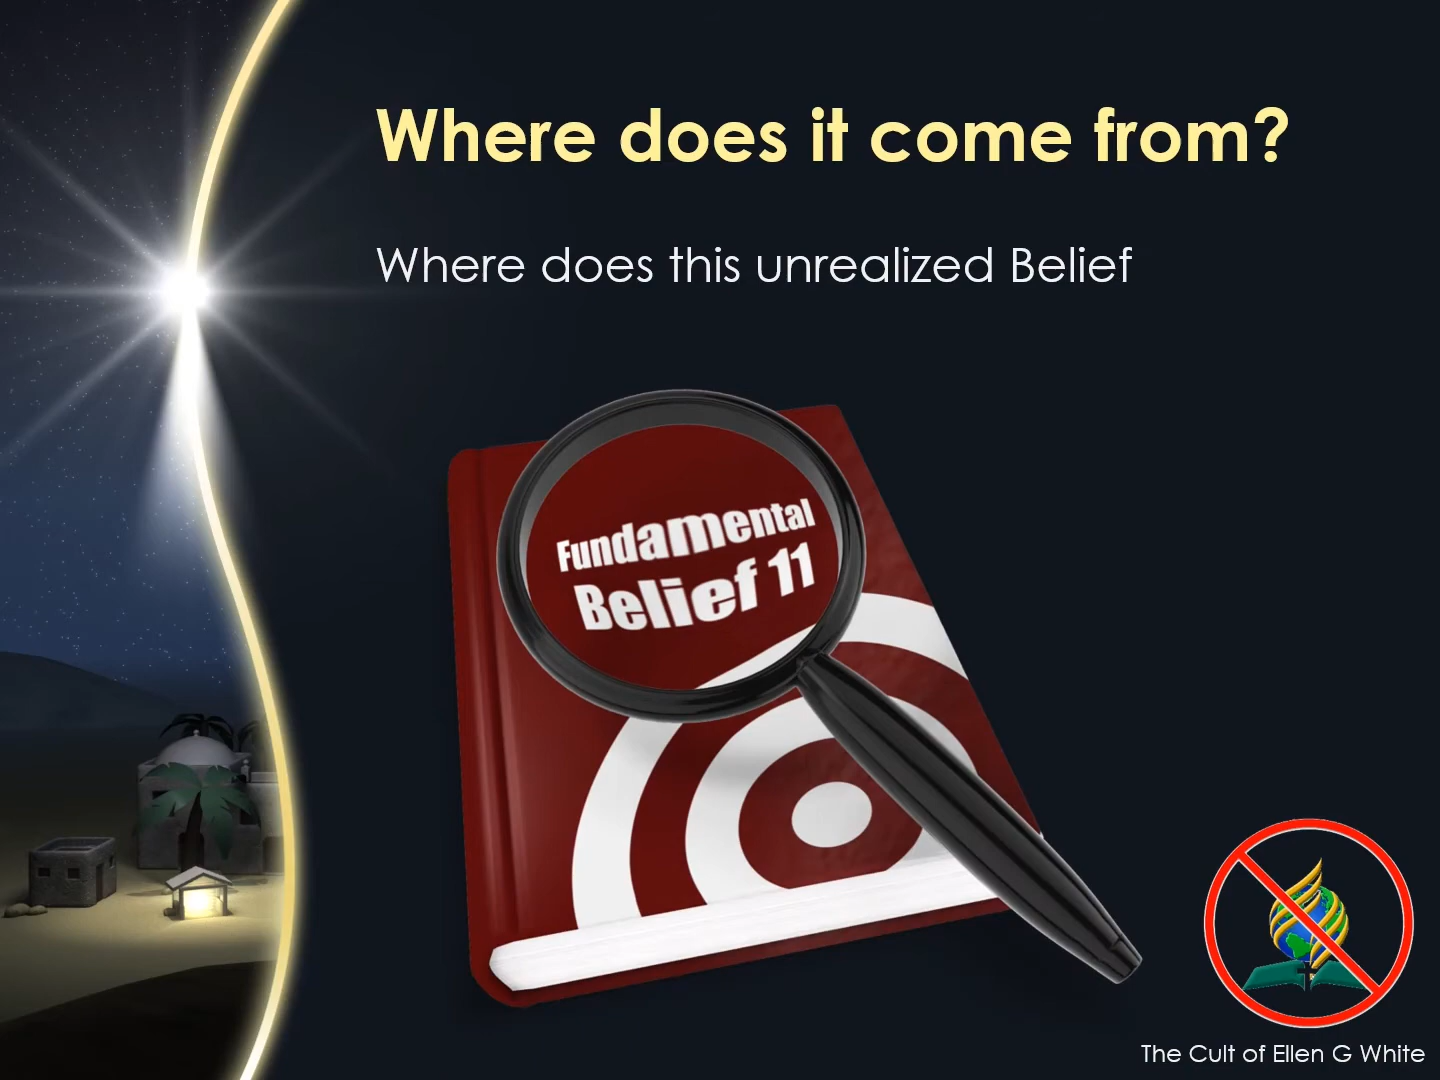 Where does it come from?
Where does this unrealized Belief
Fundamental
Belief 11
The Cult of Ellen G White